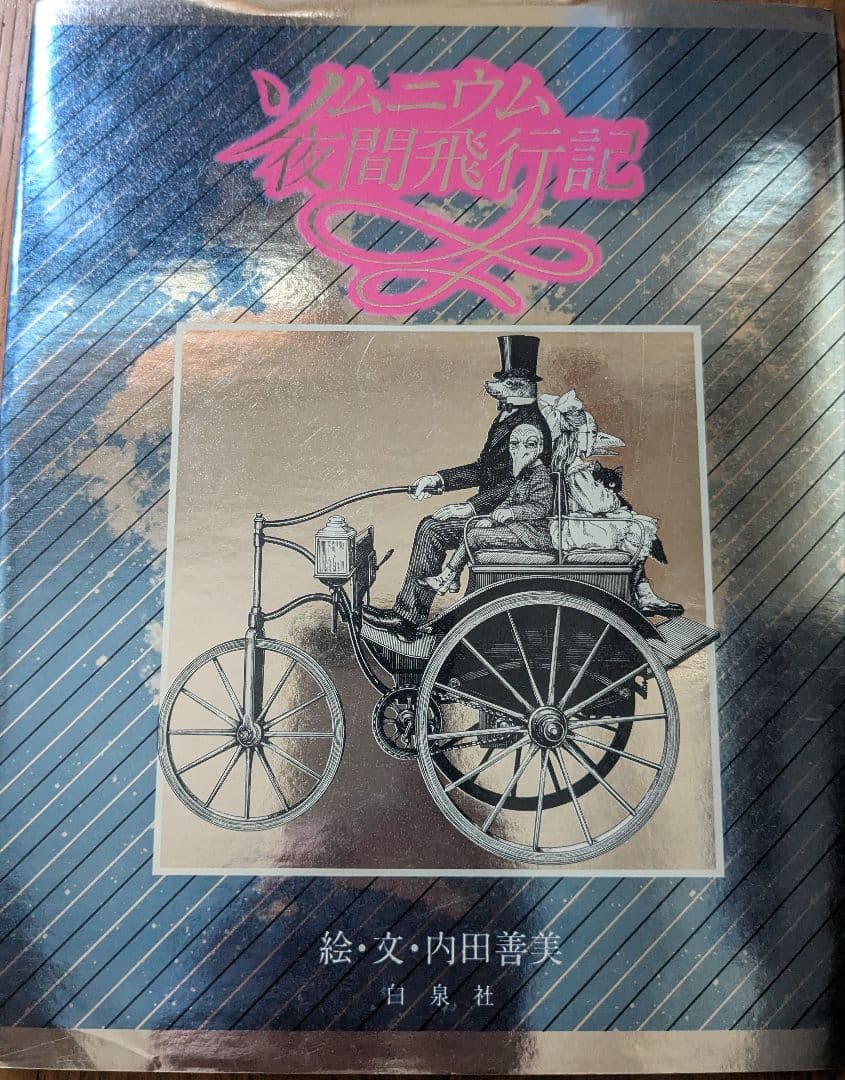 ソムニウム
夜間飛行記
絵・文・内田善美
白泉社